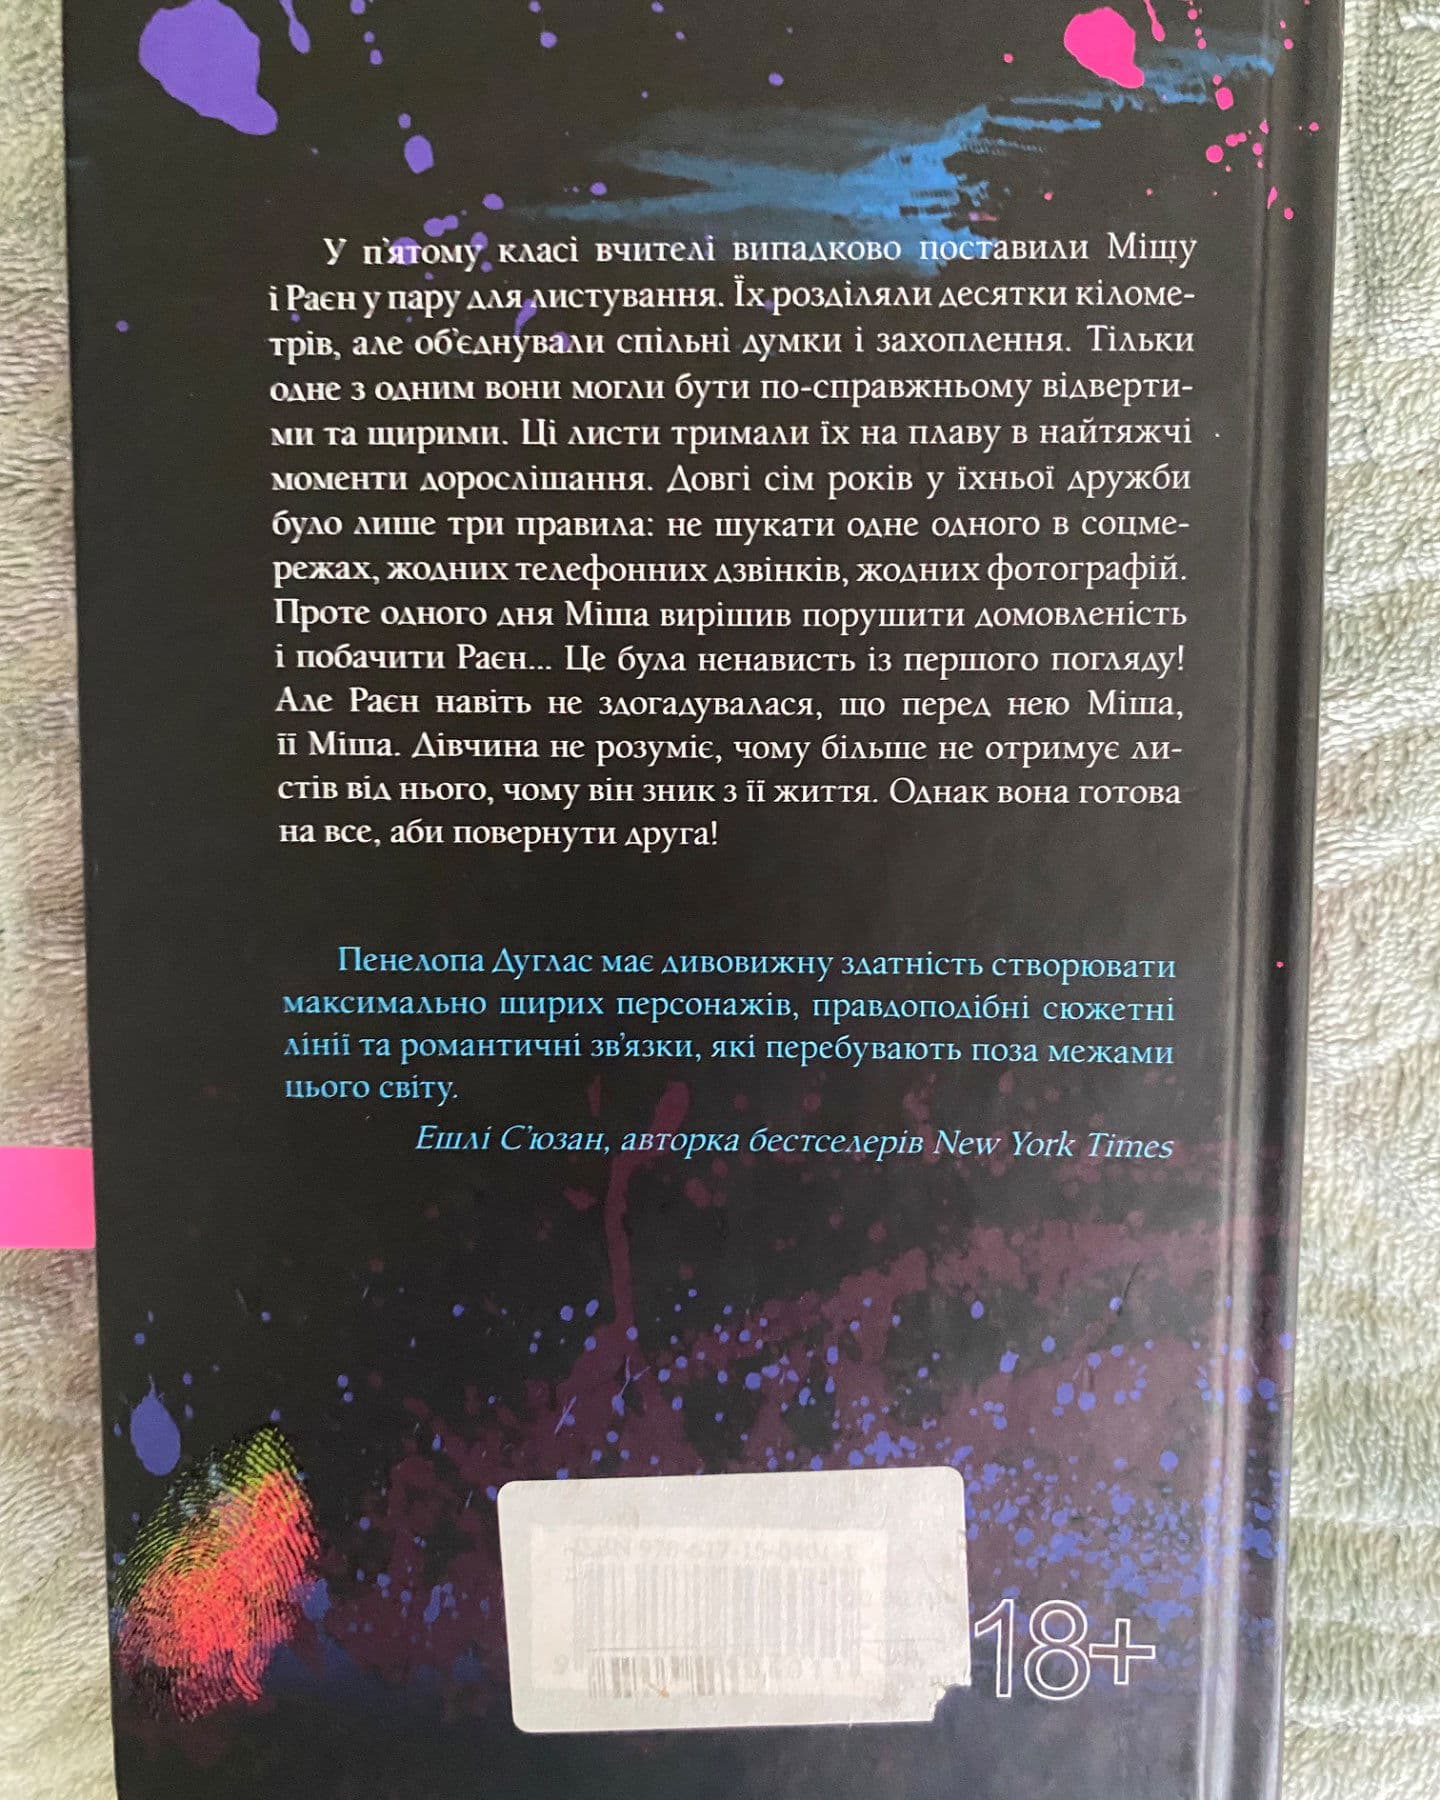 У п'ятому класі вчителі випадково поставили Міщу
і Раєн у пару для листування. Їх розділяли десятки кіломе-
трів, але об'єднували спільні думки і захоплення. Тільки
одне з одним вони могли бути по-справжньому відверти-
ми та щирими. Ці листи тримали їх на плаву в найтяжчі
моменти дорослішання. Довгі сім років у їхньої дружби
було лише три правила: не шукати одне одного в соцме-
режах, жодних телефонних дзвінків, жодних фотографій.
Проте одного дня Міша вирішив порушити домовленість
і побачити Раєн... Це була ненависть із першого погляду!
Але Раєн навіть не здогадувалася, що перед нею Міша,
її Міша. Дівчина не розуміє, чому більше не отримує ли-
стів від нього, чому він зник з її життя. Однак вона готова
на все, аби повернути друга!
Пенелопа Дуглас має дивовижну здатність створювати
максимально щирих персонажів, правдоподібні сюжетні
лінії та романтичні зв'язки, які перебувають поза межами
цього світу.
Ешлі С'юзан, авторка бестселерів New York Times
18+